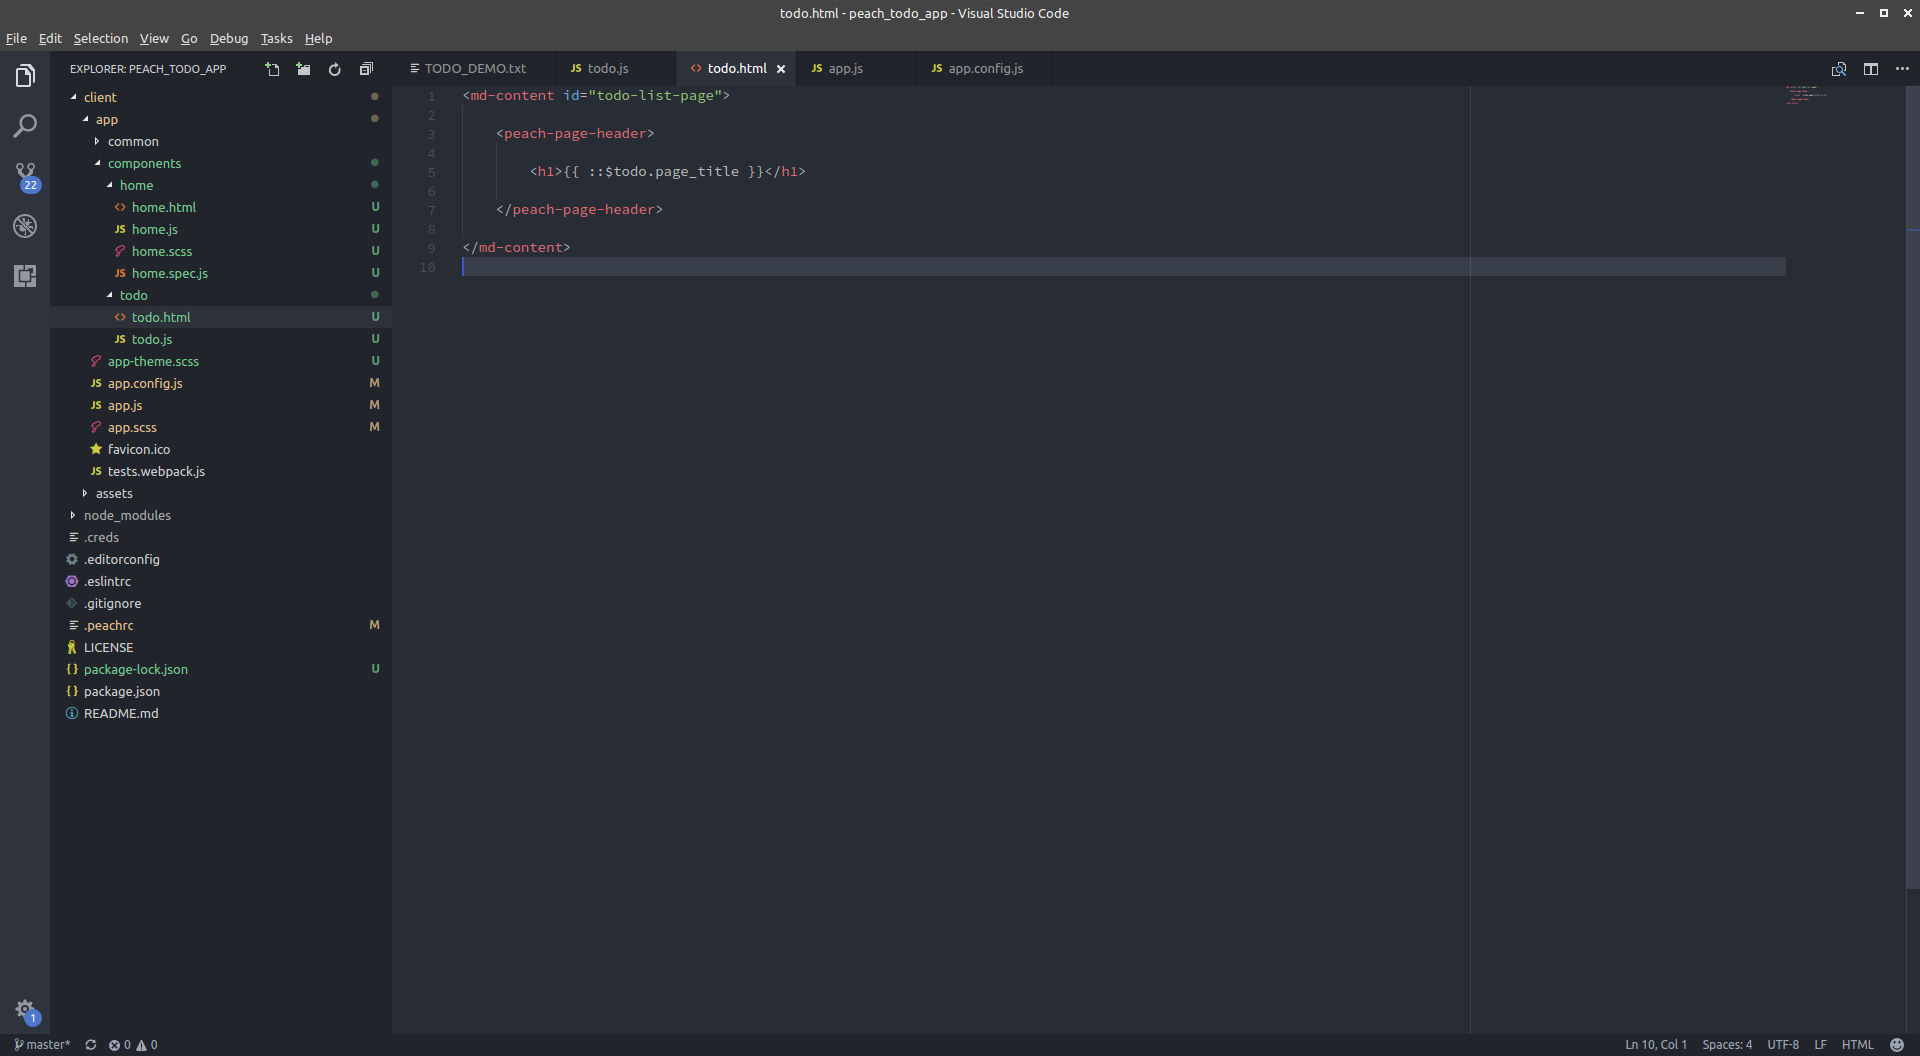 todo.html - peach_todo_app - Visual Studio Code
File Edit Selection View Go Debug Tasks Help
EXPLORER: PEACH_TODO_APP
client
app
common
components
home
home.html U
JS home.js U
home.scss U
JS home.spec.js U
todo
todo.html U
JS todo.js U
app-theme.scss U
JS app.config.js M
JS app.js M
app.scss M
favicon.ico
JS tests.webpack.js
assets
node_modules
.creds
.editorconfig
.eslintrc
.gitignore
.peachrc M
LICENSE
{} package-lock.json U
{} package.json
README.md
22
1
TODO_DEMO.txt JS todo.js <> todo.html × JS app.js JS app.config.js
1 <md-content id="todo-list-page">
2
3 <peach-page-header>
4
5 <h1>{{ ::$todo.page_title }}</h1>
6
7 </peach-page-header>
8
9 </md-content>
10
master* 0 0 Ln 10, Col 1 Spaces: 4 UTF-8 LF HTML